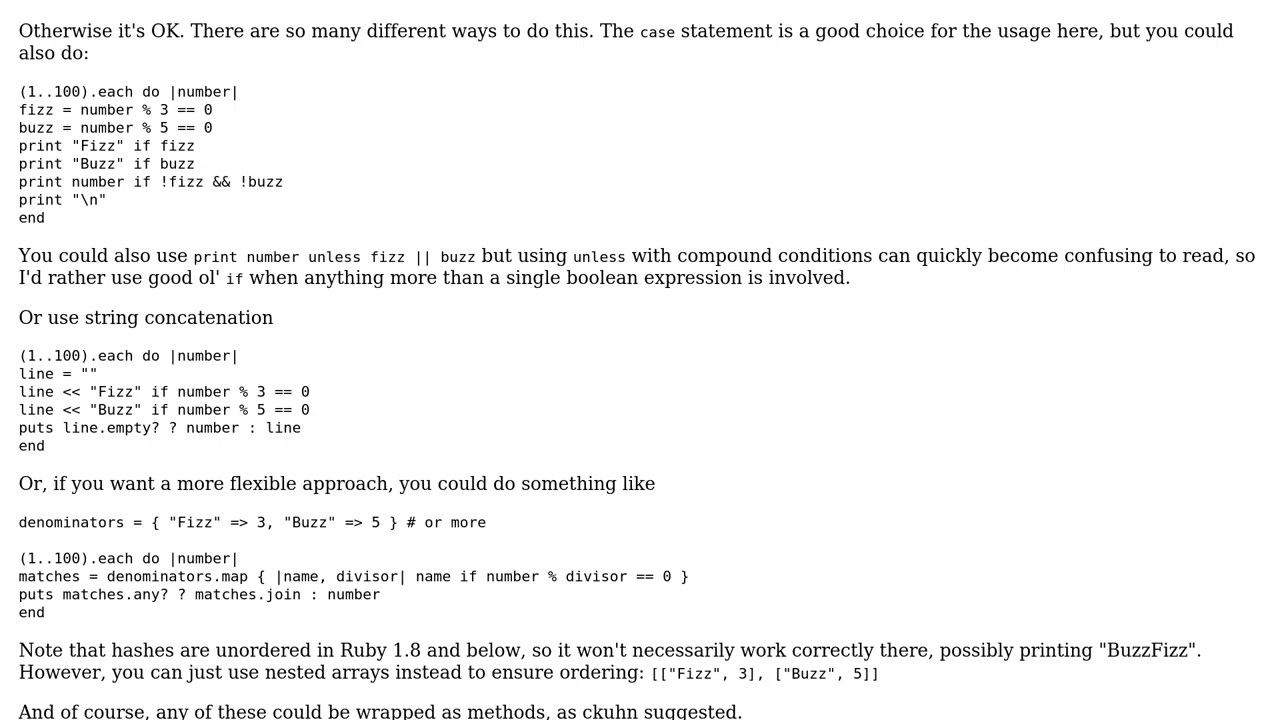 Otherwise it's OK. There are so many different ways to do this. The case statement is a good choice for the usage here, but you could
also do:
(1..100).each do |number|
fizz = number % 3 == 0
buzz = number % 5 == 0
print "Fizz" if fizz
print "Buzz" if buzz
print number if !fizz && !buzz
print "\n"
end
You could also use print number unless fizz || buzz but using unless with compound conditions can quickly become confusing to read, so
I'd rather use good ol' if when anything more than a single boolean expression is involved.
Or use string concatenation
(1..100).each do |number|
line = ""
line << "Fizz" if number % 3 == 0
line << "Buzz" if number % 5 == 0
puts line.empty? ? number : line
end
Or, if you want a more flexible approach, you could do something like
denominators = { "Fizz" => 3, "Buzz" => 5 } # or more
(1..100).each do |number|
matches = denominators.map { |name, divisor| name if number % divisor == 0 }
puts matches.any? ? matches.join : number
end
Note that hashes are unordered in Ruby 1.8 and below, so it won't necessarily work correctly there, possibly printing "BuzzFizz".
However, you can just use nested arrays instead to ensure ordering: [["Fizz", 3], ["Buzz", 5]]
And of course, any of these could be wrapped as methods, as ckuhn suggested.